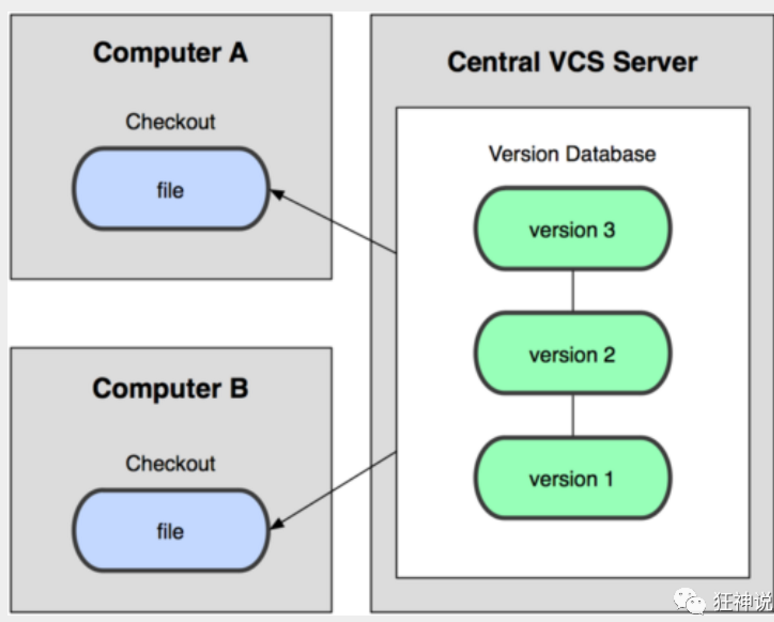 Computer A
Checkout
file
Computer B
Checkout
file
Central VCS Server
Version Database
version 3
version 2
version 1
狂神说